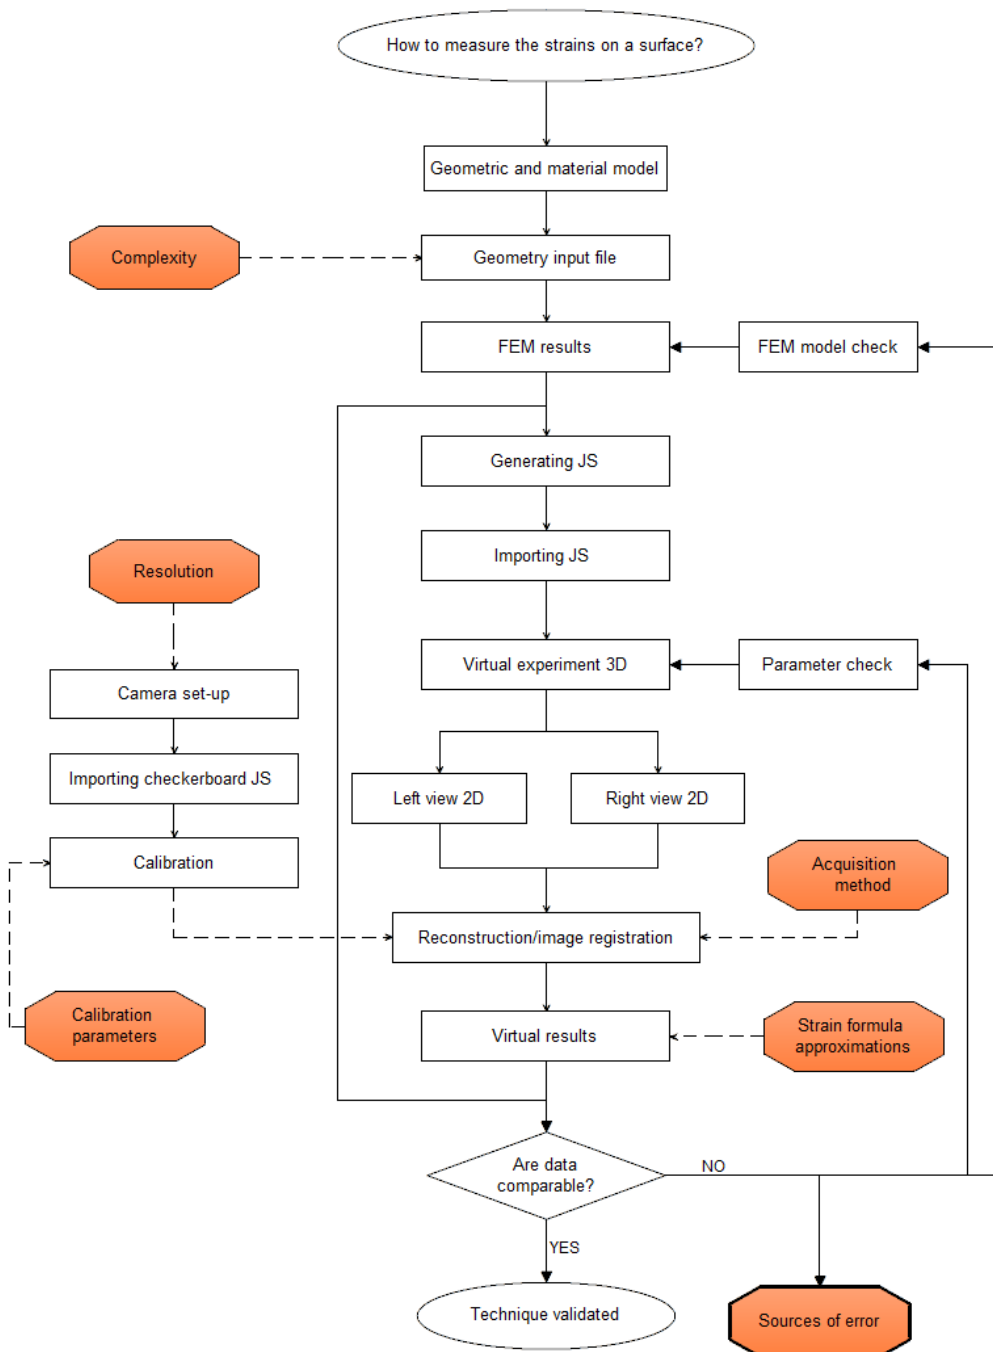 How to measure the strains on a surface?
Geometric and material model
Complexity
Geometry input file
FEM results
FEM model check
Generating JS
Importing JS
Resolution
Virtual experiment 3D
Parameter check
Camera set-up
Importing checkerboard JS
Left view 2D
Right view 2D
Calibration
Acquisition
method
Reconstruction/image registration
Calibration
parameters
Virtual results
Strain formula
approximations
Are data
comparable?
NO
YES
Technique validated
Sources of error